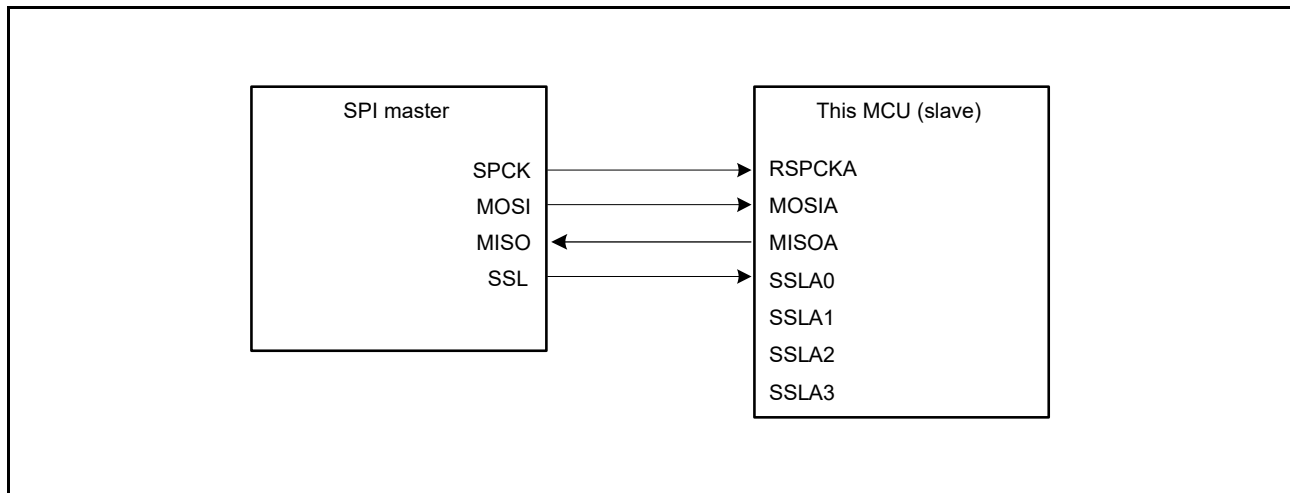 SPI master
SPCK
MOSI
MISO
SSL
This MCU (slave)
RSPCKA
MOSIA
MISOA
SSLA0
SSLA1
SSLA2
SSLA3